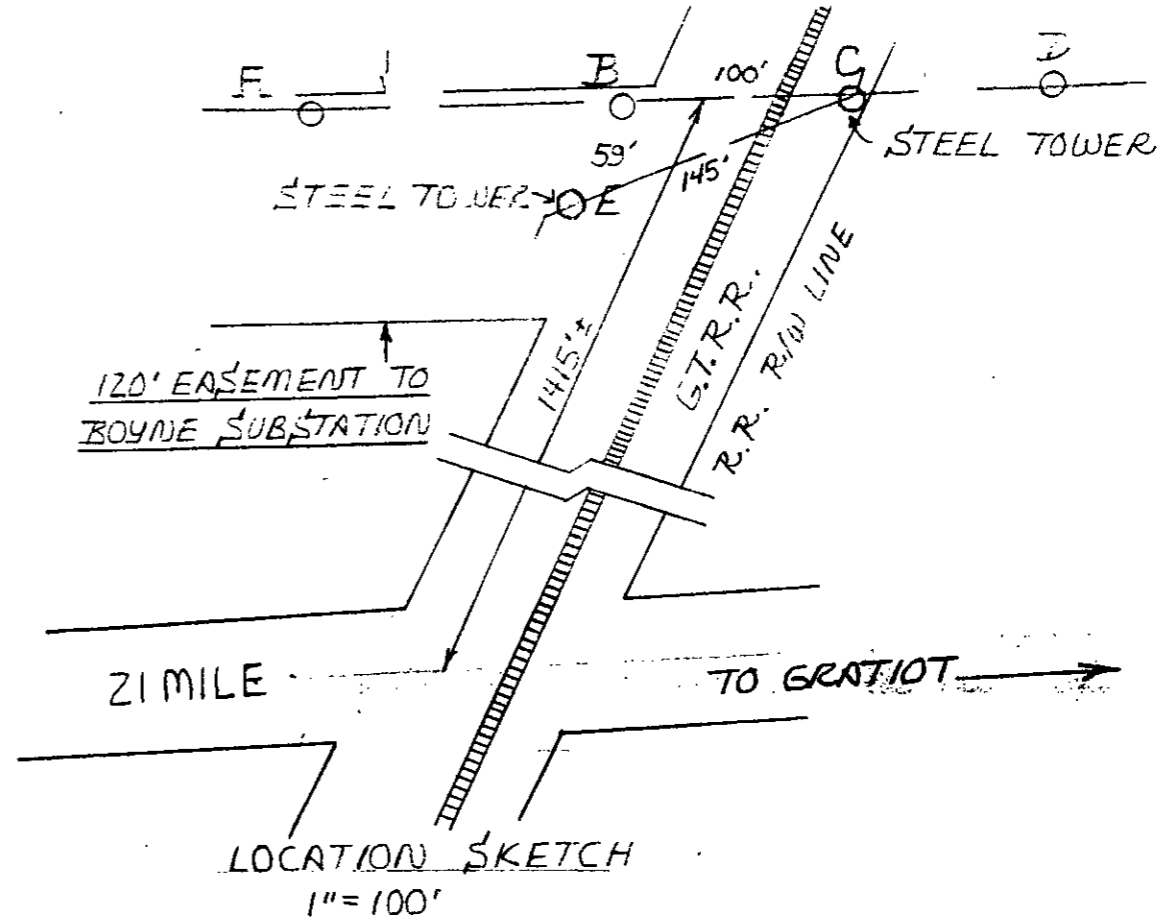 A
B
100'
C
D
STEEL TOWER
59'
145'
STEEL TOWER
E
1415'±
G.T.R.R.
R.R. R/W LINE
120' EASEMENT TO
BOYNE SUBSTATION
21 MILE
TO GRATIOT
LOCATION SKETCH
1"=100'